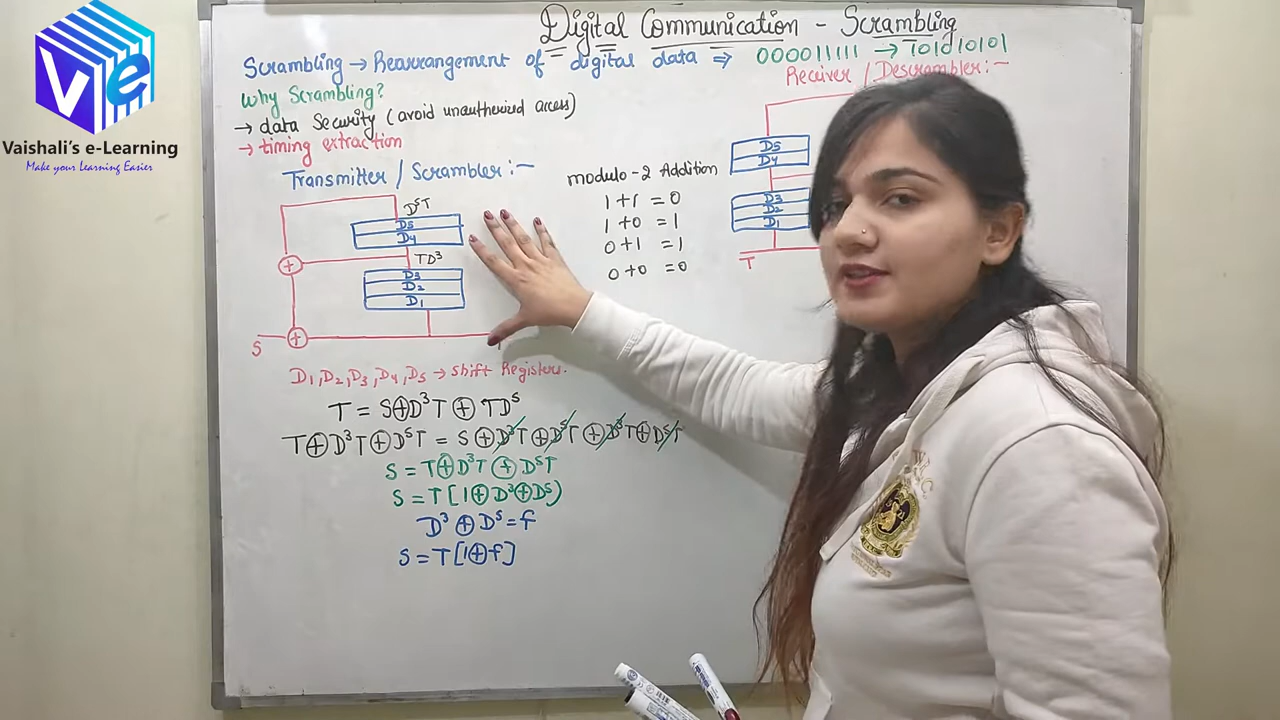 Digital Communication - Scrambling
Scrambling → Rearrangement of digital data ⇒ 000011111 → 101010101
Why Scrambling?
→ data Security (avoid unauthorized access)
→ timing extraction
Ve
Vaishali's e-Learning
Make your Learning Easier
Transmitter / Scrambler :-
D⁵T
D5
D4
TD³
D3
D2
D1
S
modulo - 2 Addition
1+1 = 0
1+0 = 1
0+1 = 1
0+0 = 0
Receiver / Descrambler :-
D5
D4
D3
D2
D1
T
D1, D2, D3, D4, D5 → Shift Registers.
T = S⊕D³T ⊕ TD⁵
T⊕D³T⊕D⁵T = S⊕D³T⊕D⁵T⊕D³T⊕D⁵T
S = T⊕D³T⊕D⁵T
S = T[1⊕D³⊕D⁵)
D³⊕D⁵ = f
S = T[1⊕f]